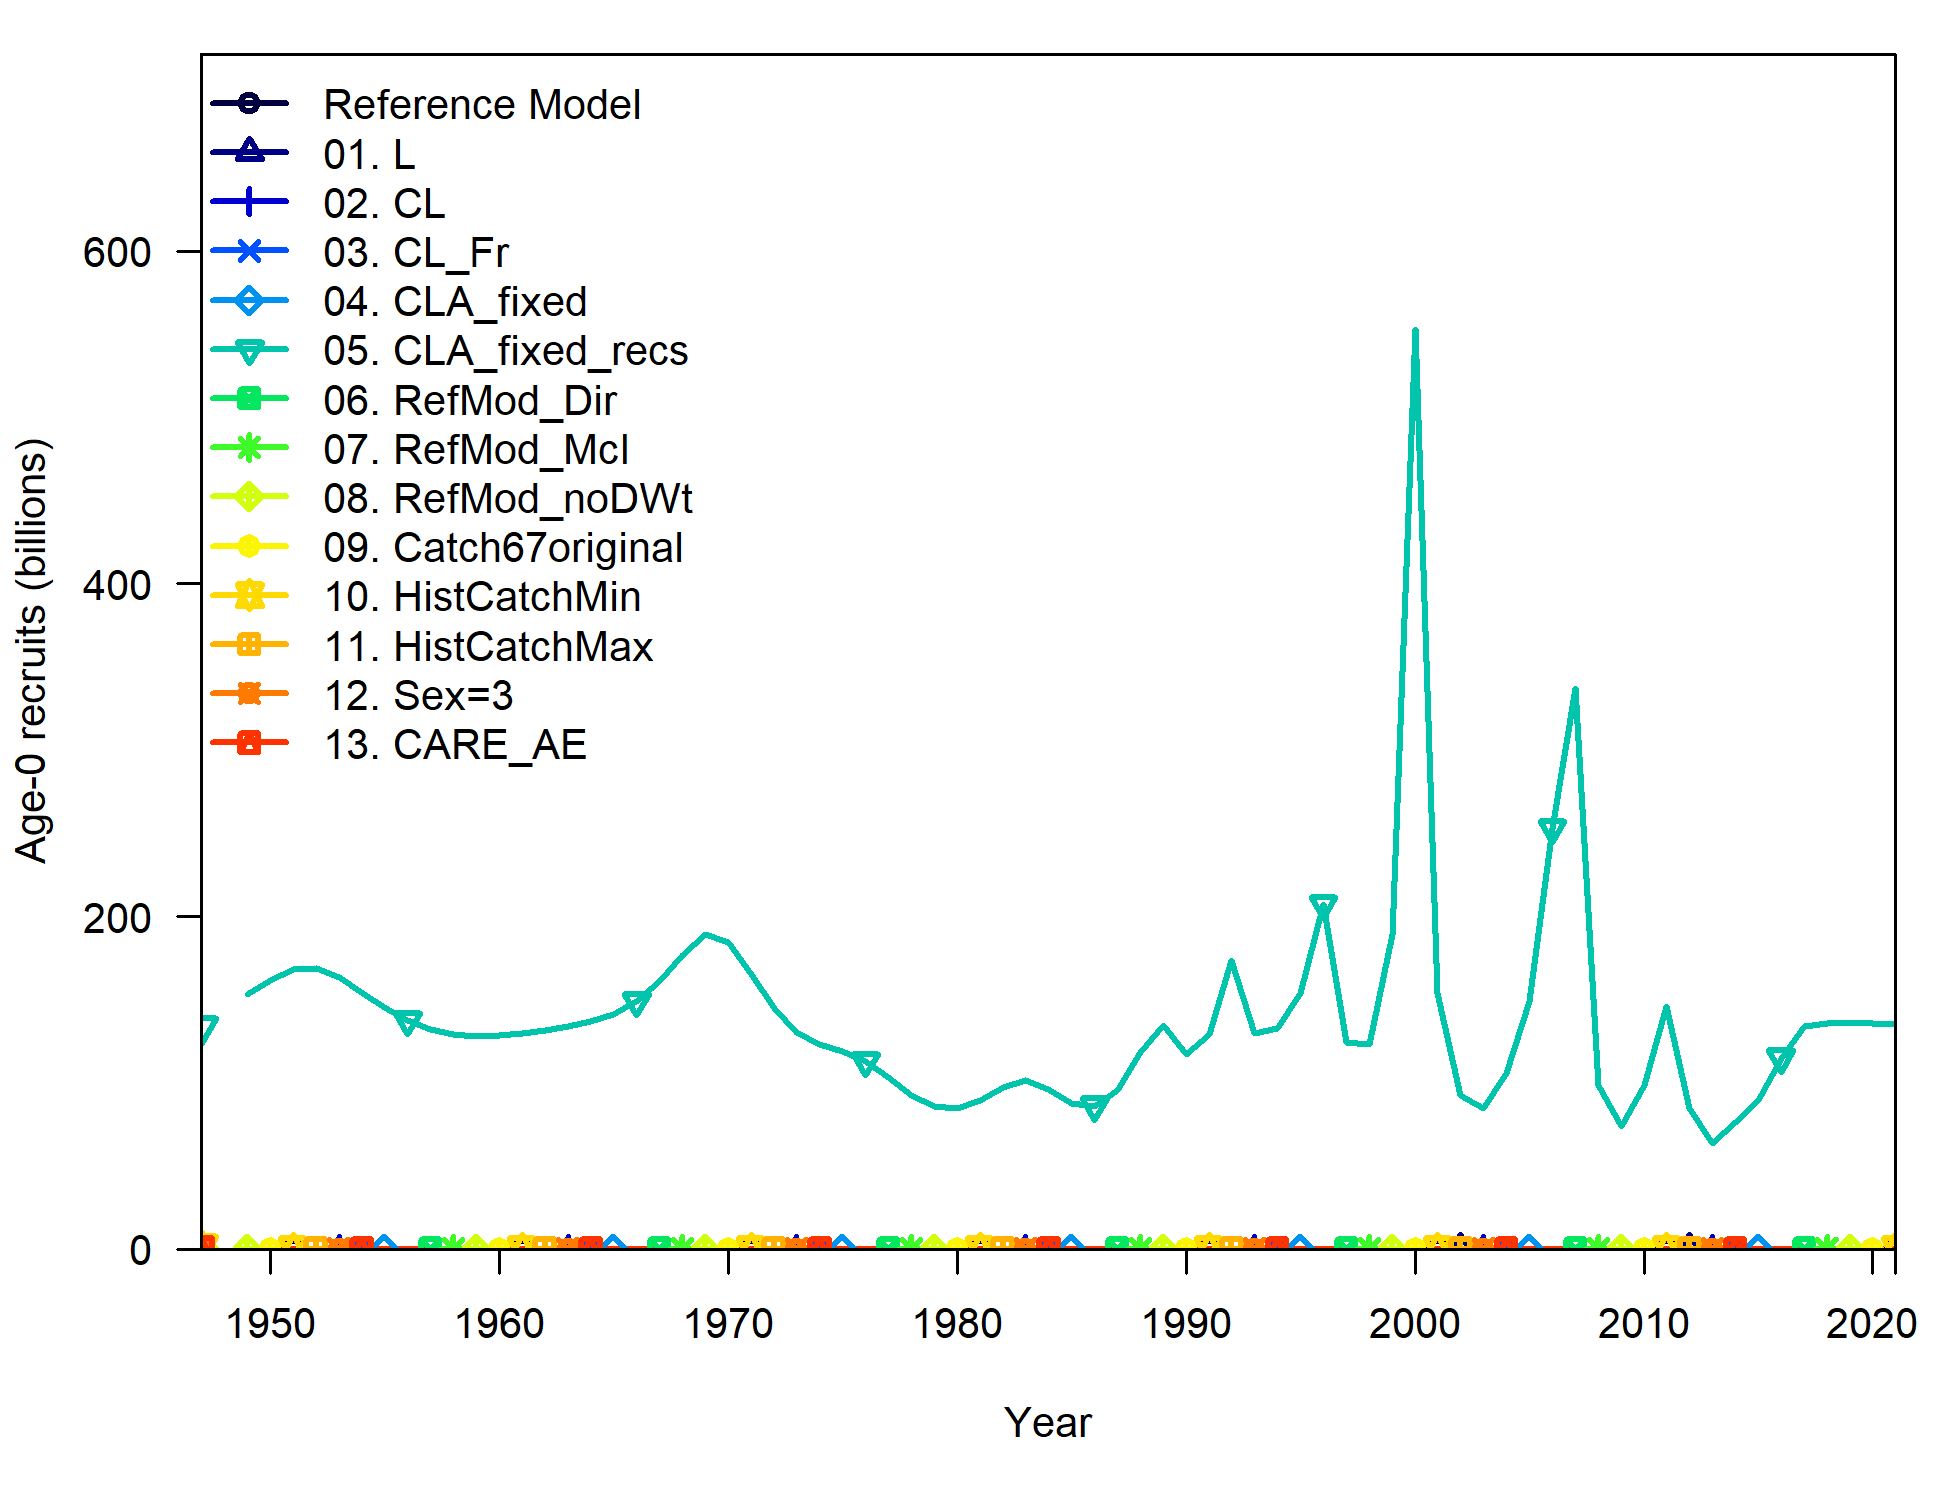 Reference Model
01. L
02. CL
03. CL_Fr
04. CLA_fixed
05. CLA_fixed_recs
06. RefMod_Dir
07. RefMod_McI
08. RefMod_noDWt
09. Catch67original
10. HistCatchMin
11. HistCatchMax
12. Sex=3
13. CARE_AE
Age-0 recruits (billions)
600
400
200
0
1950 1960 1970 1980 1990 2000 2010 2020
Year